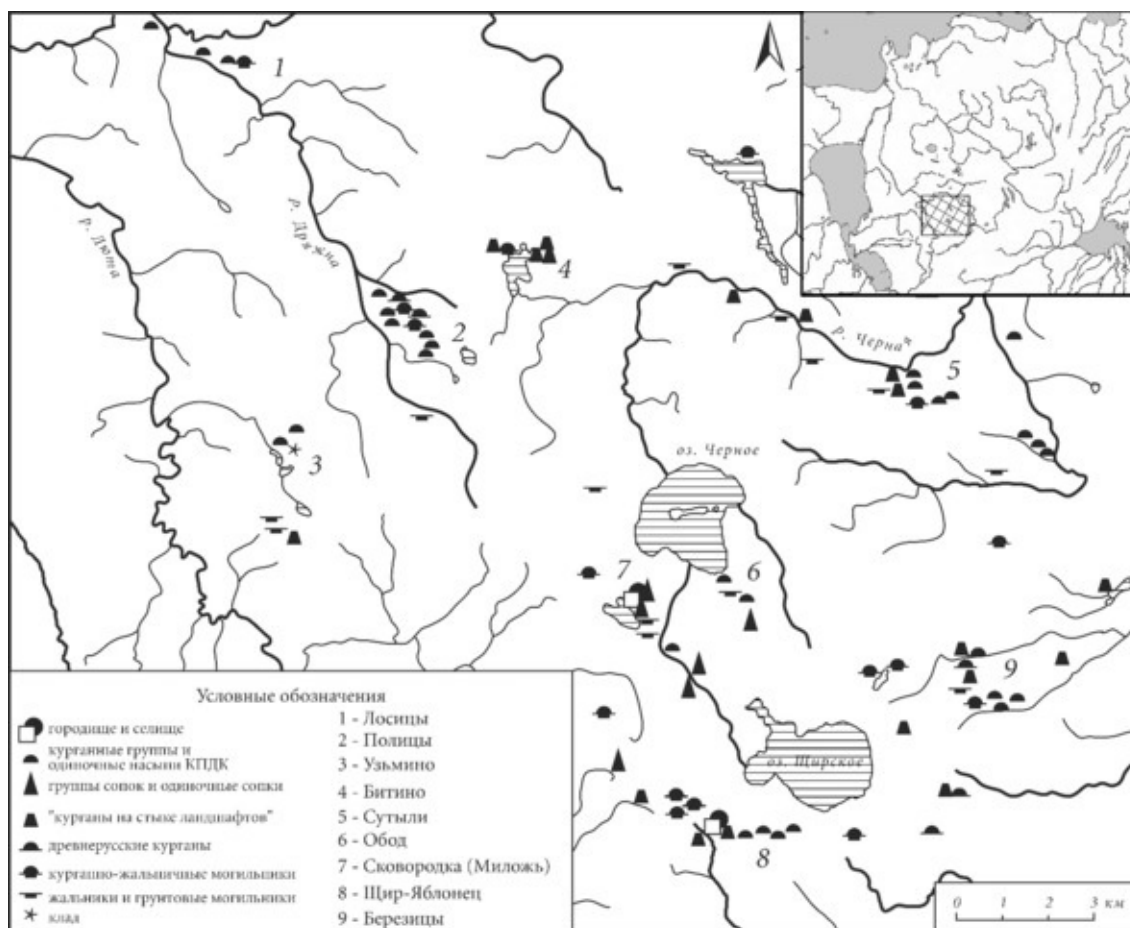 1
р. Люта
р. Дряжна
4
2
р. Черная
5
3
оз. Черное
7
6
9
оз. Щирское
8
Условные обозначения
городище и селище
курганные группы и
одиночные насыпи КПДК
группы сопок и одиночные сопки
"курганы на стыке ландшафтов"
древнерусские курганы
курганно-жальничные могильники
жальники и грунтовые могильники
клад
1 - Лосицы
2 - Полицы
3 - Узьмино
4 - Битино
5 - Сутыли
6 - Обод
7 - Сковородка (Миложь)
8 - Щир-Яблонец
9 - Березицы
0 1 2 3 км